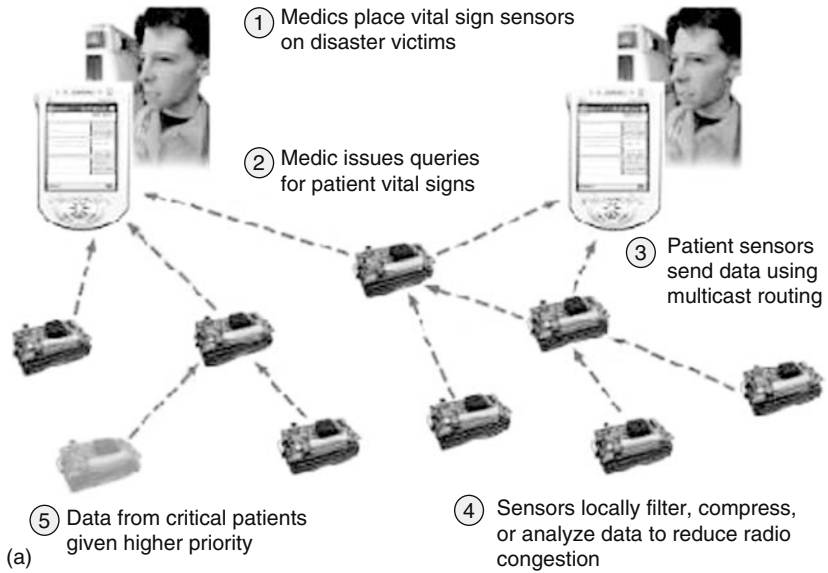 1 Medics place vital sign sensors
on disaster victims
2 Medic issues queries
for patient vital signs
3 Patient sensors
send data using
multicast routing
4 Sensors locally filter, compress,
or analyze data to reduce radio
congestion
5 Data from critical patients
given higher priority
(a)